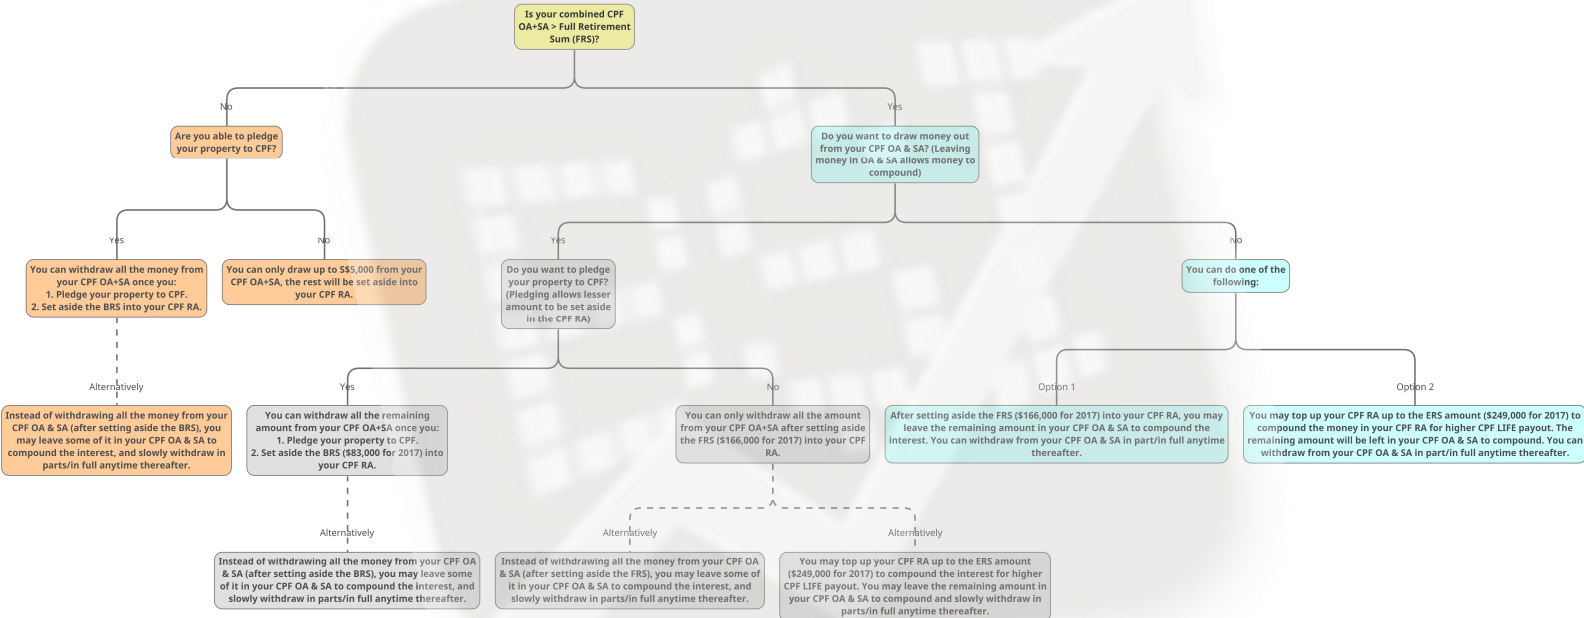 Is your combined CPF
OA+SA > Full Retirement
Sum (FRS)?
No
Yes
Are you able to pledge
your property to CPF?
Do you want to draw money out
from your CPF OA & SA? (Leaving
money in OA & SA allows money to
compound)
Yes
No
Yes
No
You can withdraw all the money from
your CPF OA+SA once you:
1. Pledge your property to CPF.
2. Set aside the BRS into your CPF RA.
You can only draw up to S$5,000 from your
CPF OA+SA, the rest will be set aside into
your CPF RA.
Do you want to pledge
your property to CPF?
(Pledging allows lesser
amount to be set aside
in the CPF RA)
You can do one of the
following:
Alternatively
Yes
No
Option 1
Option 2
Instead of withdrawing all the money from your
CPF OA & SA (after setting aside the BRS), you
may leave some of it in your CPF OA & SA to
compound the interest, and slowly withdraw in
parts/in full anytime thereafter.
You can withdraw all the remaining
amount from your CPF OA+SA once you:
1. Pledge your property to CPF.
2. Set aside the BRS ($83,000 for 2017) into
your CPF RA.
You can only withdraw all the amount
from your CPF OA+SA after setting aside
the FRS ($166,000 for 2017) into your CPF
RA.
After setting aside the FRS ($166,000 for 2017) into your CPF RA, you may
leave the remaining amount in your CPF OA & SA to compound the
interest. You can withdraw from your CPF OA & SA in part/in full anytime
thereafter.
You may top up your CPF RA up to the ERS amount ($249,000 for 2017) to
compound the money in your CPF RA for higher CPF LIFE payout. The
remaining amount will be left in your CPF OA & SA to compound. You can
withdraw from your CPF OA & SA in part/in full anytime thereafter.
Alternatively
Alternatively
Alternatively
Instead of withdrawing all the money from your CPF OA
& SA (after setting aside the BRS), you may leave some
of it in your CPF OA & SA to compound the interest, and
slowly withdraw in parts/in full anytime thereafter.
Instead of withdrawing all the money from your CPF OA
& SA (after setting aside the FRS), you may leave some of
it in your CPF OA & SA to compound the interest, and
slowly withdraw in parts/in full anytime thereafter.
You may top up your CPF RA up to the ERS amount
($249,000 for 2017) to compound the interest for higher
CPF LIFE payout. You may leave the remaining amount in
your CPF OA & SA to compound and slowly withdraw in
parts/in full anytime thereafter.